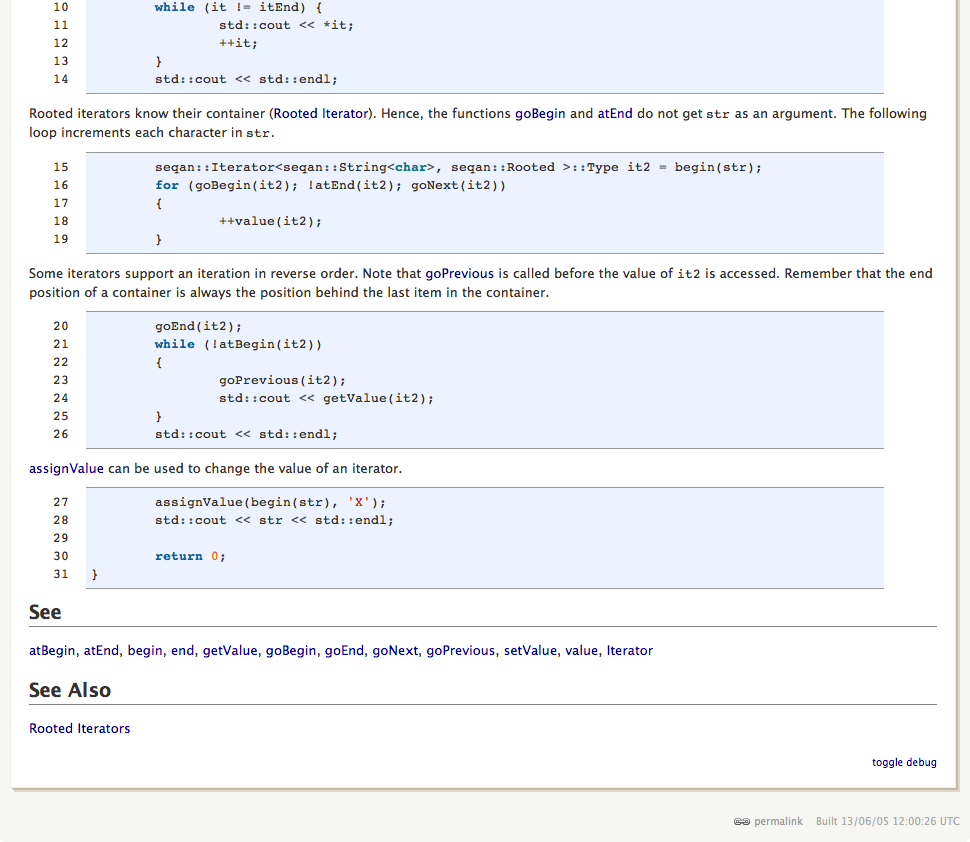 10 while (it != itEnd) {
11 std::cout << *it;
12 ++it;
13 }
14 std::cout << std::endl;
Rooted iterators know their container (Rooted Iterator). Hence, the functions goBegin and atEnd do not get str as an argument. The following
loop increments each character in str.
15 seqan::Iterator<seqan::String<char>, seqan::Rooted >::Type it2 = begin(str);
16 for (goBegin(it2); !atEnd(it2); goNext(it2))
17 {
18 ++value(it2);
19 }
Some iterators support an iteration in reverse order. Note that goPrevious is called before the value of it2 is accessed. Remember that the end
position of a container is always the position behind the last item in the container.
20 goEnd(it2);
21 while (!atBegin(it2))
22 {
23 goPrevious(it2);
24 std::cout << getValue(it2);
25 }
26 std::cout << std::endl;
assignValue can be used to change the value of an iterator.
27 assignValue(begin(str), 'X');
28 std::cout << str << std::endl;
29
30 return 0;
31 }
See
atBegin, atEnd, begin, end, getValue, goBegin, goEnd, goNext, goPrevious, setValue, value, Iterator
See Also
Rooted Iterators
toggle debug
permalink Built 13/06/05 12:00:26 UTC